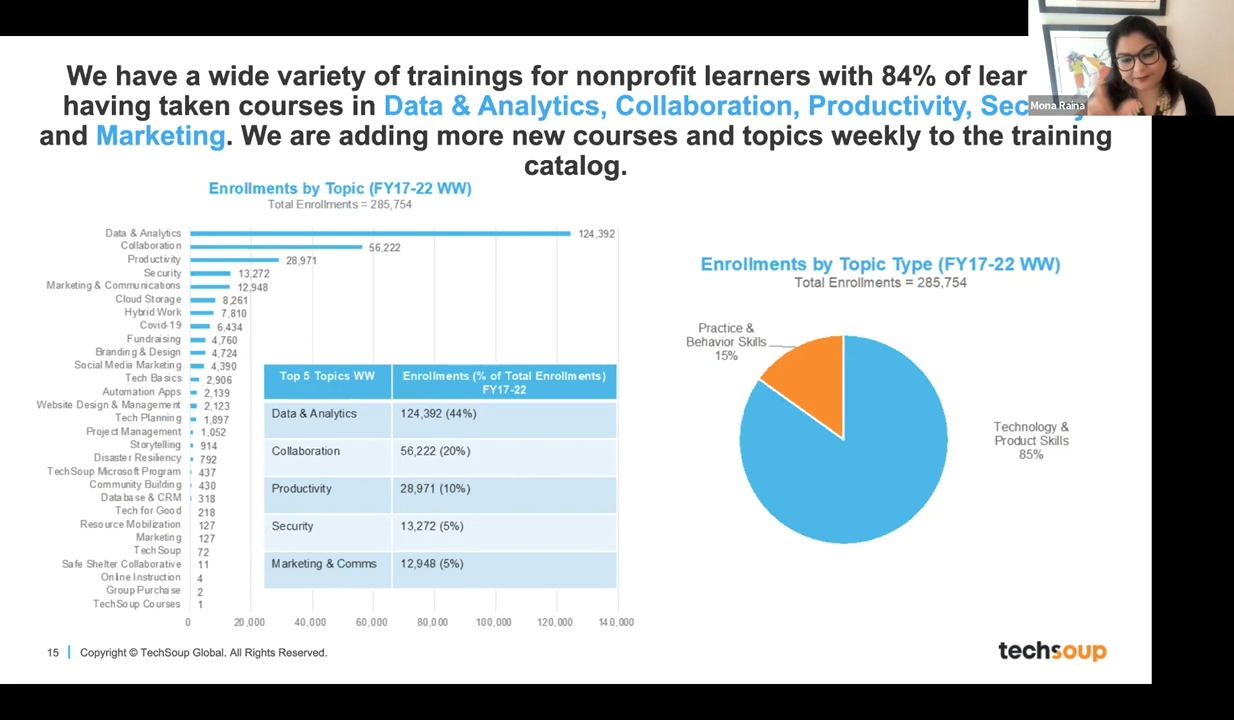 We have a wide variety of trainings for nonprofit learners with 84% of
having taken courses in Data & Analytics, Collaboration, Productivity,
and Marketing. We are adding more new courses and topics weekly to the training
catalog.
Mona Raina
Enrollments by Topic (FY17-22 WW)
Total Enrollments = 285,754
Data & Analytics 124,392
Collaboration 56,222
Productivity 28,971
Security 13,272
Marketing & Communications 12,948
Cloud Storage 8,261
Hybrid Work 7,810
Covid-19 6,434
Fundraising 4,760
Branding & Design 4,724
Social Media Marketing 4,390
Tech Basics 2,906
Automation Apps 2,139
Website Design & Management 2,123
Tech Planning 1,897
Project Management 1,052
Storytelling 914
Disaster Resiliency 792
TechSoup Microsoft Program 437
Community Building 430
Database & CRM 318
Tech for Good 218
Resource Mobilization 127
Marketing 127
TechSoup 72
Safe Shelter Collaborative 11
Online Instruction 4
Group Purchase 2
TechSoup Courses 1
0 20,000 40,000 60,000 80,000 100,000 120,000 140,000
Top 5 Topics WW Enrollments (% of Total Enrollments)
FY17-22
Data & Analytics 124,392 (44%)
Collaboration 56,222 (20%)
Productivity 28,971 (10%)
Security 13,272 (5%)
Marketing & Comms 12,948 (5%)
Enrollments by Topic Type (FY17-22 WW)
Total Enrollments = 285,754
Practice &
Behavior Skills
15%
Technology &
Product Skills
85%
15 Copyright © TechSoup Global. All Rights Reserved.
techsoup